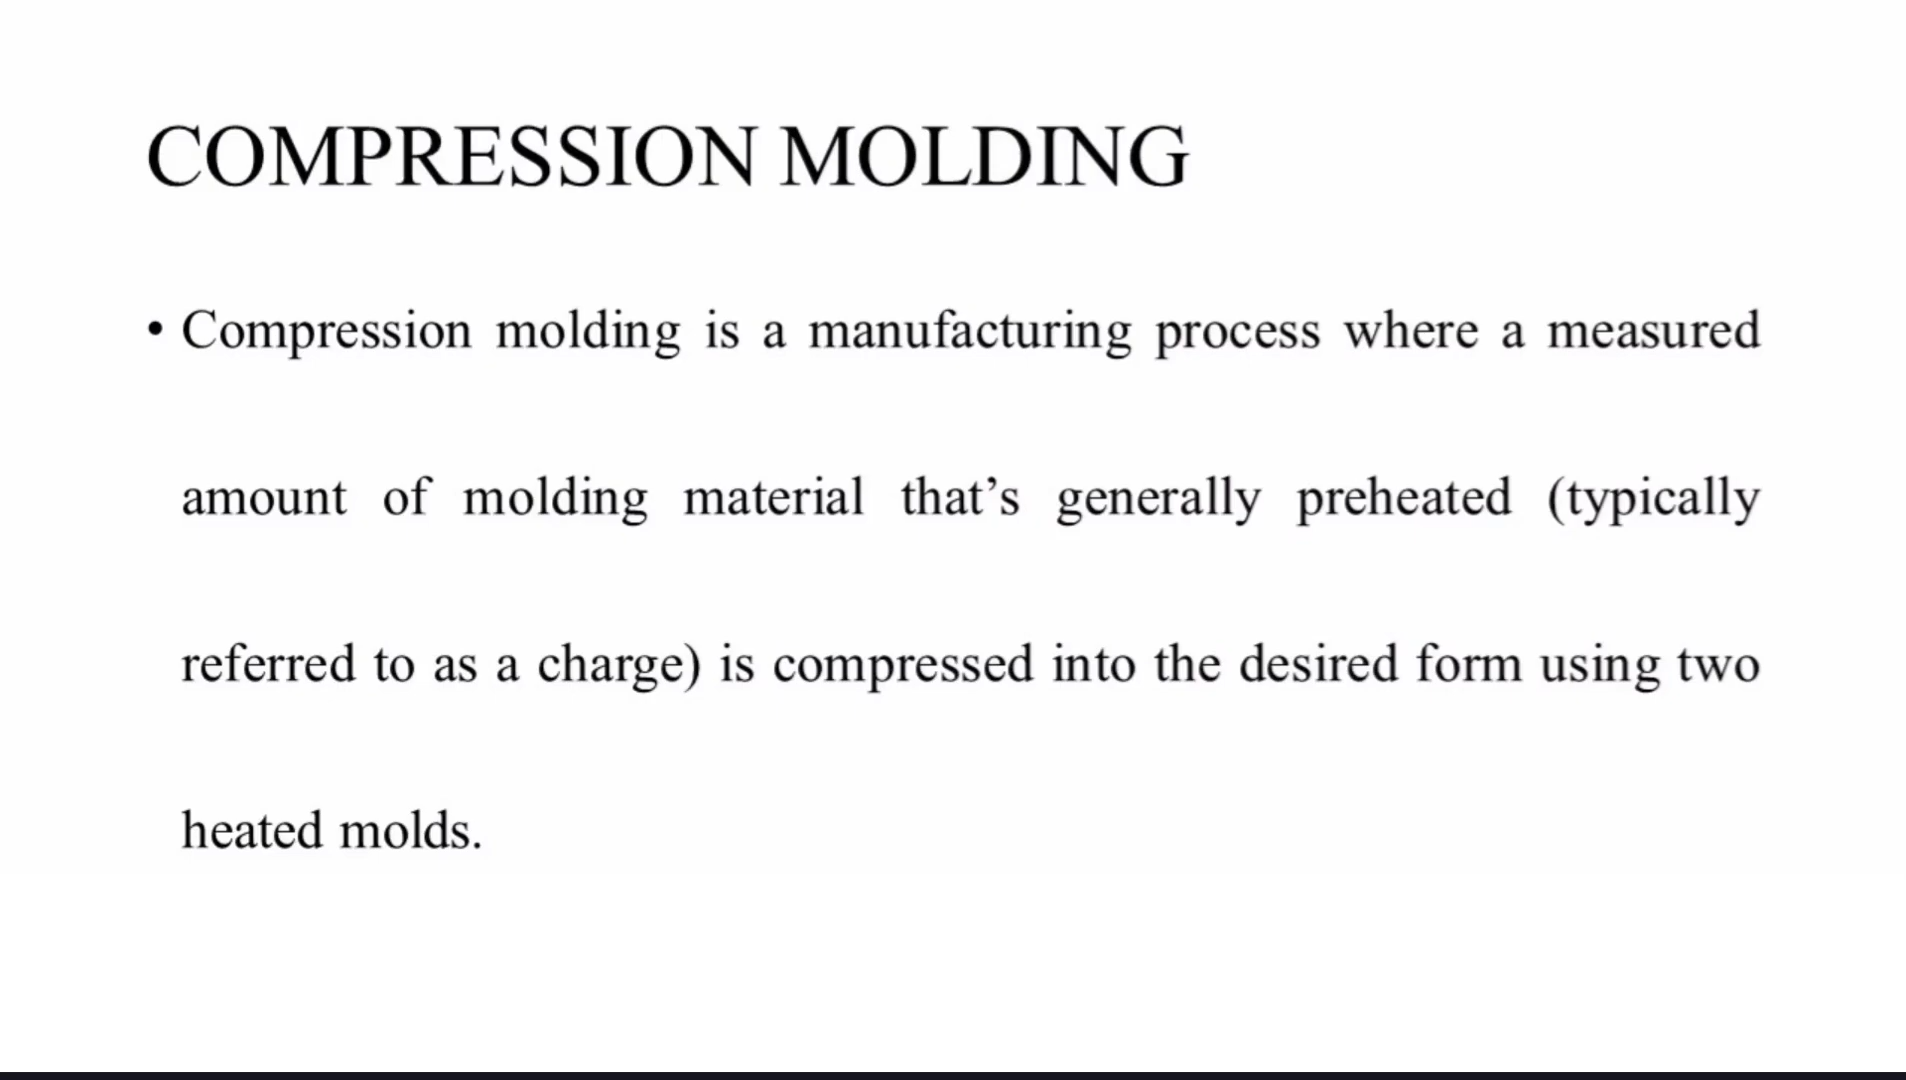 COMPRESSION MOLDING
• Compression molding is a manufacturing process where a measured
amount of molding material that’s generally preheated (typically
referred to as a charge) is compressed into the desired form using two
heated molds.